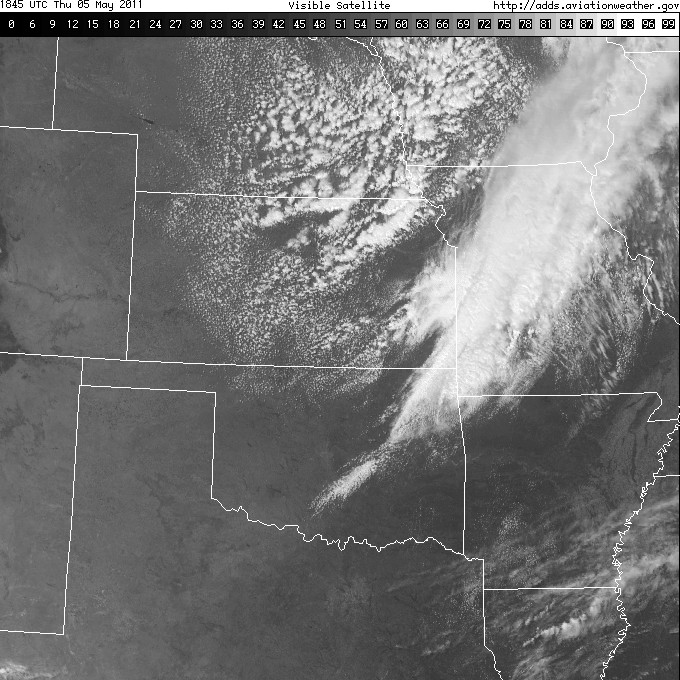 1845 UTC Thu 05 May 2011 Visible Satellite http://adds.aviationweather.gov
0 3 6 9 12 15 18 21 24 27 30 33 36 39 42 45 48 51 54 57 60 63 66 69 72 75 78 81 84 87 90 93 96 99